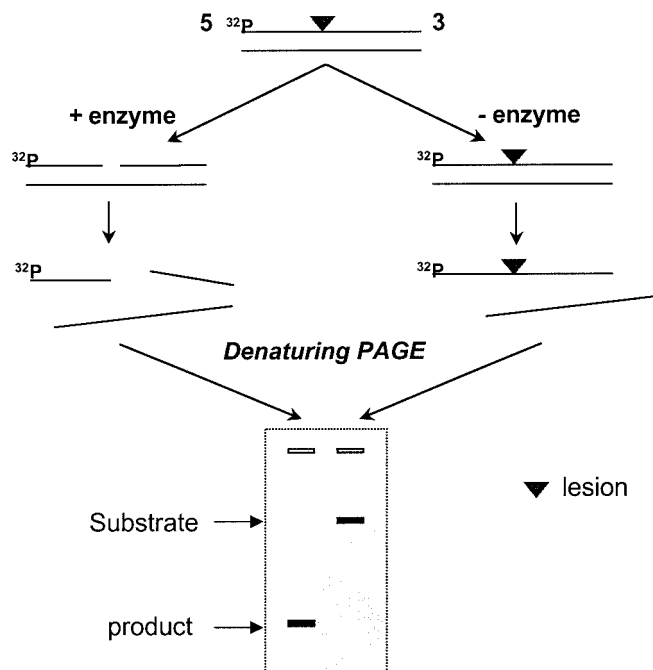 5 ³²P 3
+ enzyme - enzyme
³²P ³²P
³²P ³²P
Denaturing PAGE
lesion
Substrate
product